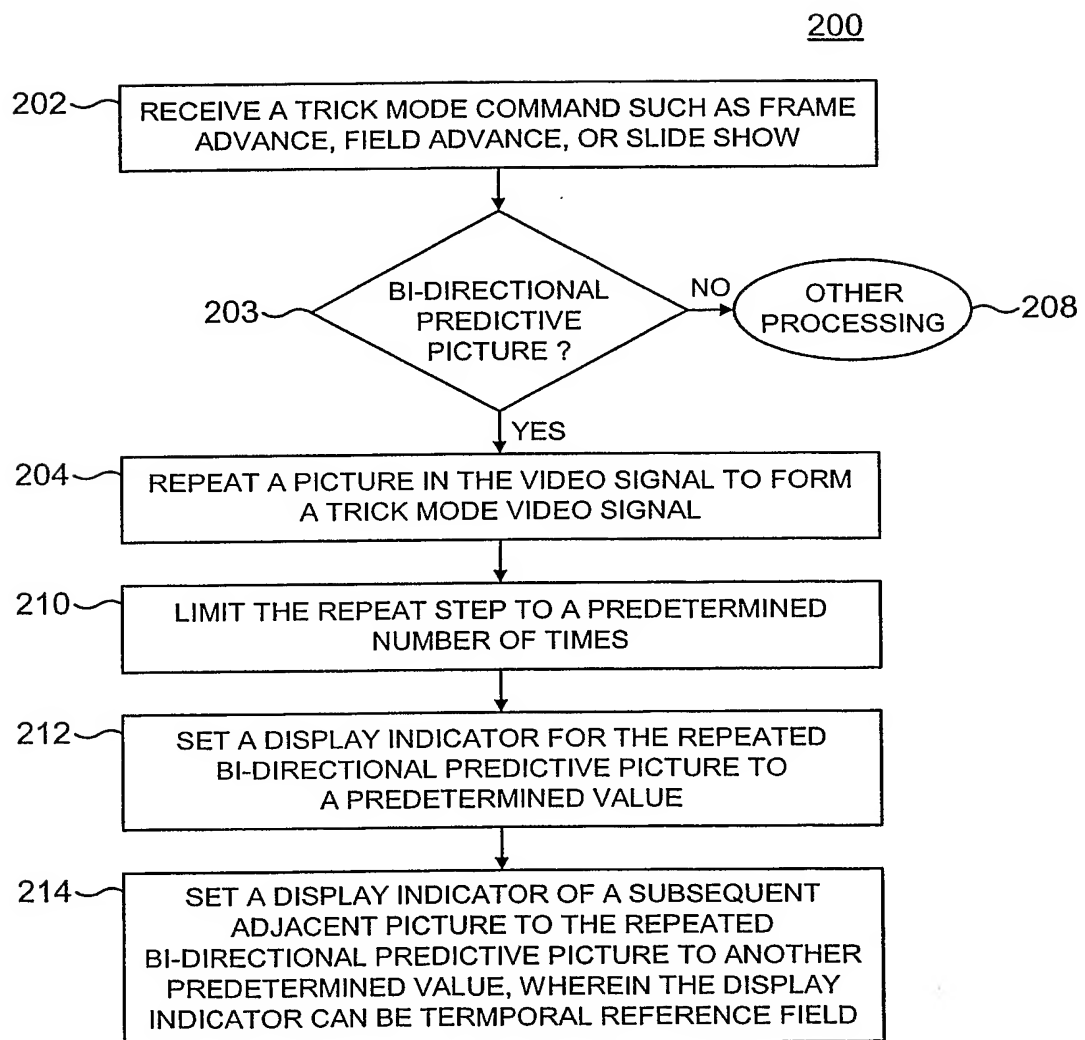 200
202
RECEIVE A TRICK MODE COMMAND SUCH AS FRAME
ADVANCE, FIELD ADVANCE, OR SLIDE SHOW
203
BI-DIRECTIONAL
PREDICTIVE
PICTURE ?
NO
OTHER
PROCESSING
208
YES
204
REPEAT A PICTURE IN THE VIDEO SIGNAL TO FORM
A TRICK MODE VIDEO SIGNAL
210
LIMIT THE REPEAT STEP TO A PREDETERMINED
NUMBER OF TIMES
212
SET A DISPLAY INDICATOR FOR THE REPEATED
BI-DIRECTIONAL PREDICTIVE PICTURE TO
A PREDETERMINED VALUE
214
SET A DISPLAY INDICATOR OF A SUBSEQUENT
ADJACENT PICTURE TO THE REPEATED
BI-DIRECTIONAL PREDICTIVE PICTURE TO ANOTHER
PREDETERMINED VALUE, WHEREIN THE DISPLAY
INDICATOR CAN BE TERMPORAL REFERENCE FIELD